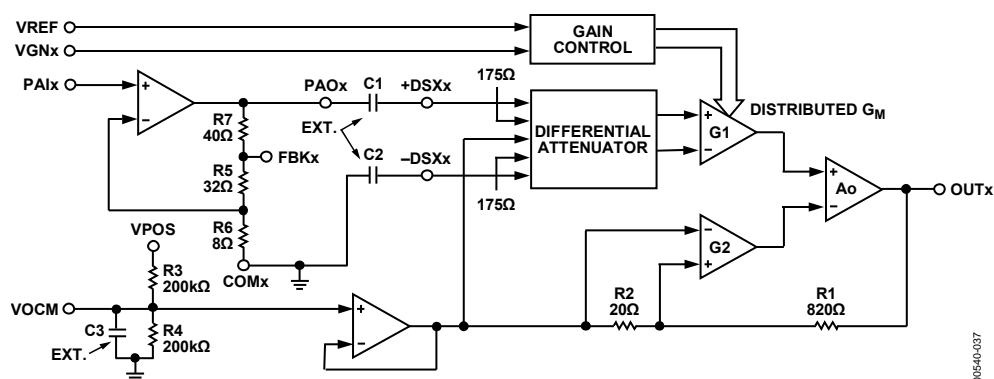 VREF
VGNx
PAIx
GAIN
CONTROL
175Ω
PAOx
C1
+DSXx
R7
40Ω
EXT.
FBKx
C2
–DSXx
R5
32Ω
DIFFERENTIAL
ATTENUATOR
G1
DISTRIBUTED GM
Ao
OUTx
175Ω
R6
8Ω
COMx
VPOS
R3
200kΩ
G2
VOCM
C3
EXT.
R4
200kΩ
R2
20Ω
R1
820Ω
00540-037
+
–
+
–
+
–
+
–
–
+
+
–